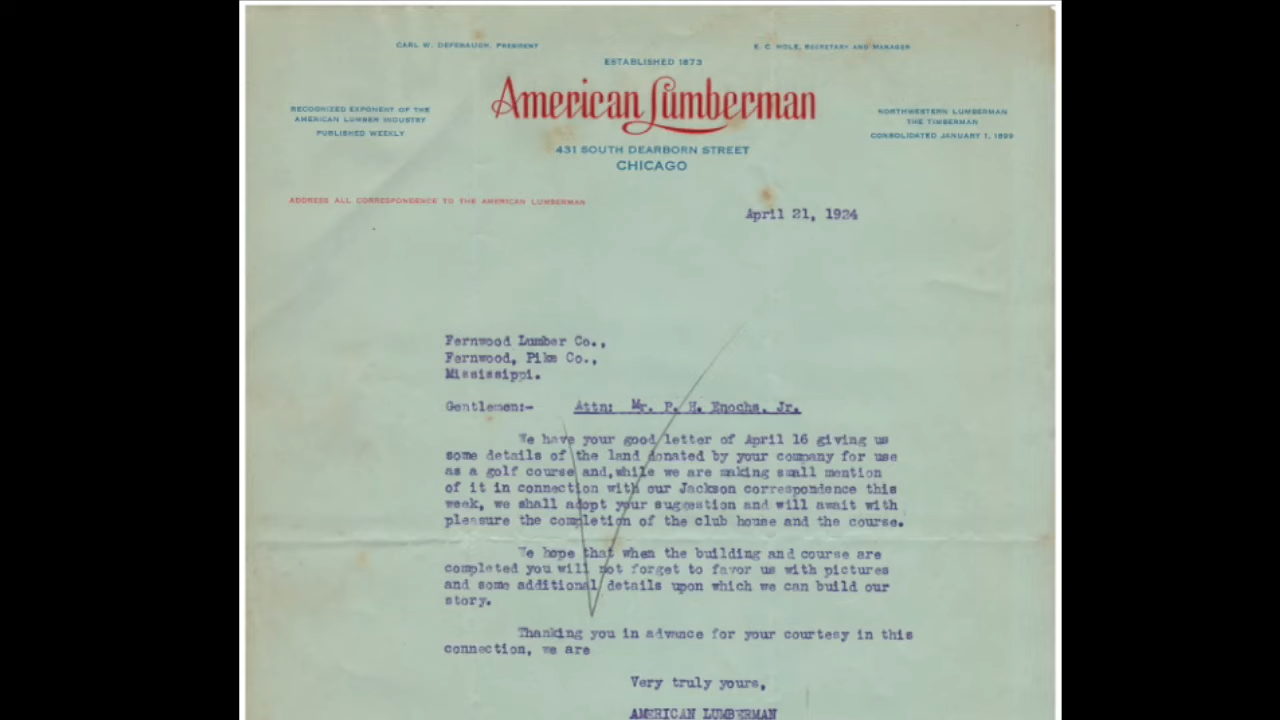 CARL W. DEFEBAUGH, PRESIDENT
E. C. HOLE, SECRETARY AND MANAGER
ESTABLISHED 1873
American Lumberman
RECOGNIZED EXPONENT OF THE
AMERICAN LUMBER INDUSTRY
PUBLISHED WEEKLY
NORTHWESTERN LUMBERMAN
THE TIMBERMAN
CONSOLIDATED JANUARY 1, 1899
431 SOUTH DEARBORN STREET
CHICAGO
ADDRESS ALL CORRESPONDENCE TO THE AMERICAN LUMBERMAN
April 21, 1924
Fernwood Lumber Co.,
Fernwood, Pike Co.,
Mississippi.
Gentlemen:- Attn: Mr. P. H. Enochs, Jr.
We have your good letter of April 16 giving us
some details of the land donated by your company for use
as a golf course and, while we are making small mention
of it in connection with our Jackson correspondence this
week, we shall adopt your suggestion and will await with
pleasure the completion of the club house and the course.
We hope that when the building and course are
completed you will not forget to favor us with pictures
and some additional details upon which we can build our
story.
Thanking you in advance for your courtesy in this
connection, we are
Very truly yours,
AMERICAN LUMBERMAN